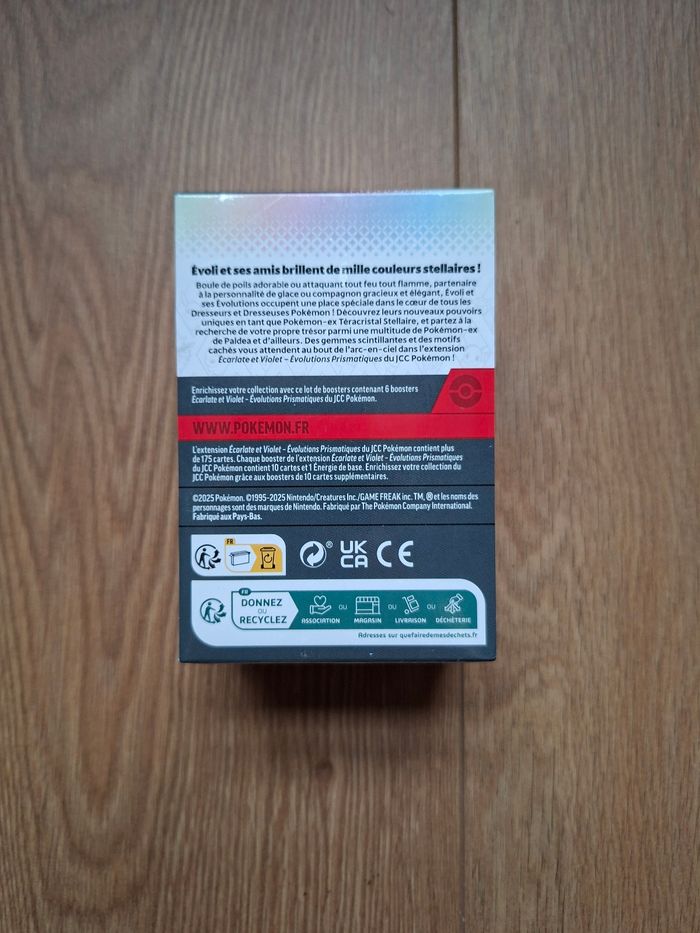 Évoli et ses amis brillent de mille couleurs stellaires !
Boule de poils adorable ou attaquant tout feu tout flamme, partenaire
à la personnalité de glace ou compagnon gracieux et élégant, Évoli et
ses Évolutions occupent une place spéciale dans le cœur de tous les
Dresseurs et Dresseuses Pokémon ! Découvrez leurs nouveaux pouvoirs
uniques en tant que Pokémon-ex Téracristal Stellaire, et partez à la
recherche de votre propre trésor parmi une multitude de Pokémon-ex
de Paldea et d'ailleurs. Des gemmes scintillantes et des motifs
cachés vous attendent au bout de l'arc-en-ciel dans l'extension
Écarlate et Violet – Évolutions Prismatiques du JCC Pokémon !
Enrichissez votre collection avec ce lot de boosters contenant 6 boosters
Écarlate et Violet – Évolutions Prismatiques du JCC Pokémon.
WWW.POKEMON.FR
L'extension Écarlate et Violet – Évolutions Prismatiques du JCC Pokémon contient plus
de 175 cartes. Chaque booster de l'extension Écarlate et Violet – Évolutions Prismatiques
du JCC Pokémon contient 10 cartes et 1 Énergie de base. Enrichissez votre collection du
JCC Pokémon grâce aux boosters de 10 cartes supplémentaires.
©2025 Pokémon. ©1995-2025 Nintendo/Creatures Inc./GAME FREAK inc. TM, ® et les noms des
personnages sont des marques de Nintendo. Fabriqué par The Pokémon Company International.
Fabriqué aux Pays-Bas.
FR
® UK CA CE
FR
DONNEZ
OU
RECYCLEZ
ASSOCIATION OU MAGASIN OU LIVRAISON OU DÉCHÈTERIE
Adresses sur quefairedemesdechets.fr